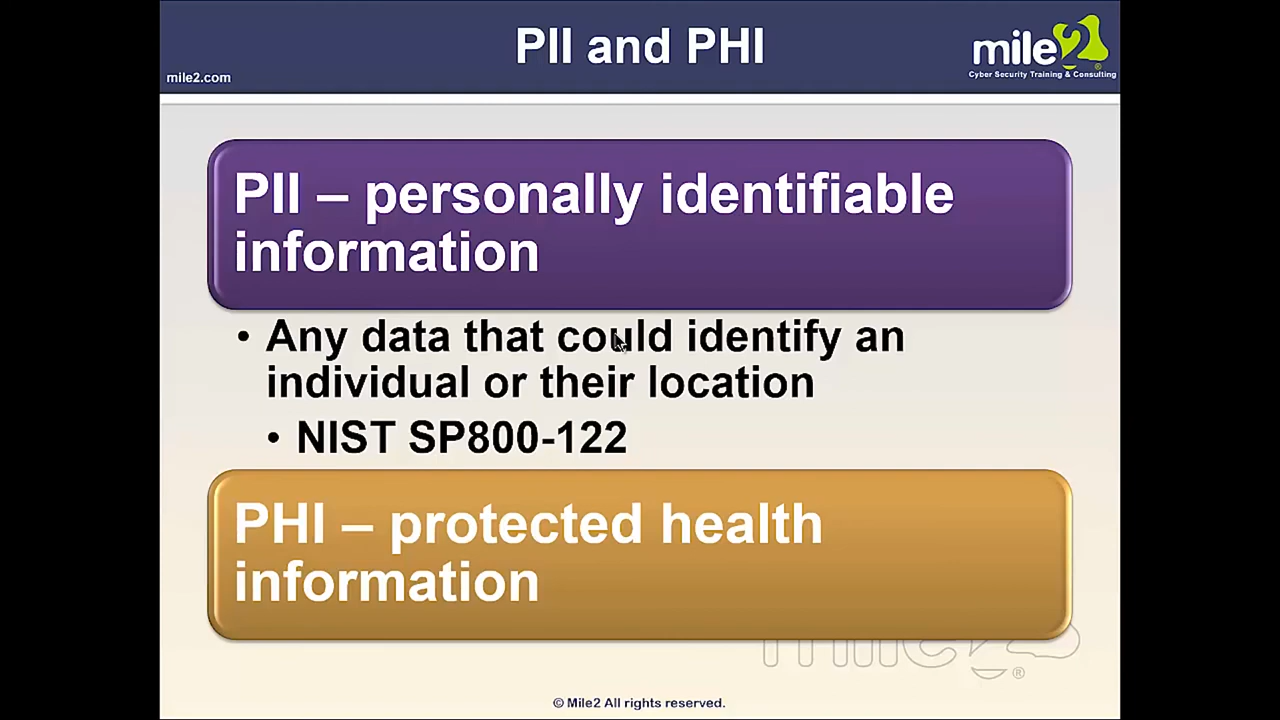 PII and PHI
mile2
mile2.com
Cyber Security Training & Consulting
PII – personally identifiable
information
• Any data that could identify an
individual or their location
• NIST SP800-122
PHI – protected health
information
mile2
®
© Mile2 All rights reserved.